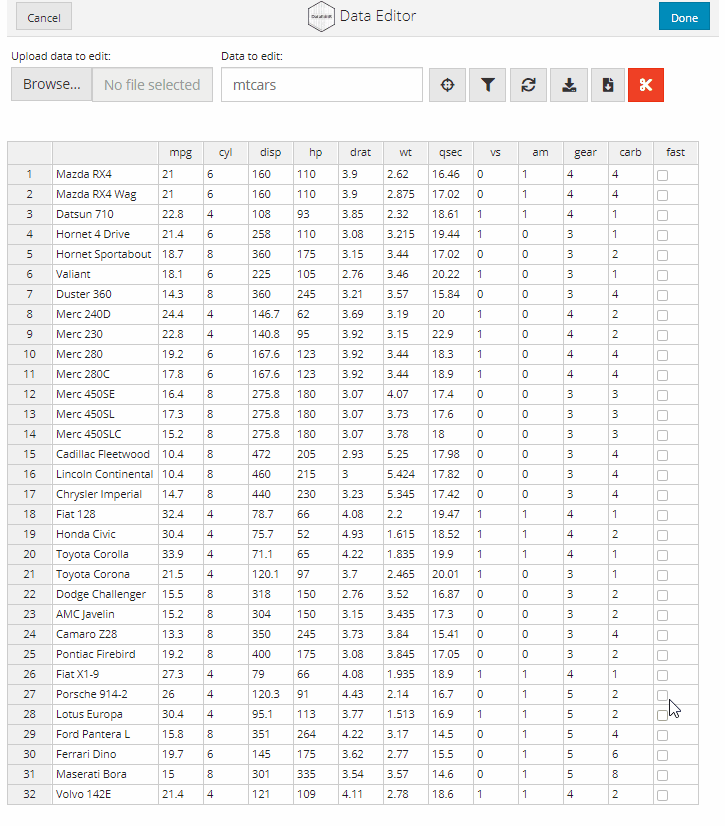 Cancel
Data Editor
Done
Upload data to edit:
Data to edit:
Browse... No file selected
mtcars
mpg cyl disp hp drat wt qsec vs am gear carb fast
1 Mazda RX4 21 6 160 110 3.9 2.62 16.46 0 1 4 4
2 Mazda RX4 Wag 21 6 160 110 3.9 2.875 17.02 0 1 4 4
3 Datsun 710 22.8 4 108 93 3.85 2.32 18.61 1 1 4 1
4 Hornet 4 Drive 21.4 6 258 110 3.08 3.215 19.44 1 0 3 1
5 Hornet Sportabout 18.7 8 360 175 3.15 3.44 17.02 0 0 3 2
6 Valiant 18.1 6 225 105 2.76 3.46 20.22 1 0 3 1
7 Duster 360 14.3 8 360 245 3.21 3.57 15.84 0 0 3 4
8 Merc 240D 24.4 4 146.7 62 3.69 3.19 20 1 0 4 2
9 Merc 230 22.8 4 140.8 95 3.92 3.15 22.9 1 0 4 2
10 Merc 280 19.2 6 167.6 123 3.92 3.44 18.3 1 0 4 4
11 Merc 280C 17.8 6 167.6 123 3.92 3.44 18.9 1 0 4 4
12 Merc 450SE 16.4 8 275.8 180 3.07 4.07 17.4 0 0 3 3
13 Merc 450SL 17.3 8 275.8 180 3.07 3.73 17.6 0 0 3 3
14 Merc 450SLC 15.2 8 275.8 180 3.07 3.78 18 0 0 3 3
15 Cadillac Fleetwood 10.4 8 472 205 2.93 5.25 17.98 0 0 3 4
16 Lincoln Continental 10.4 8 460 215 3 5.424 17.82 0 0 3 4
17 Chrysler Imperial 14.7 8 440 230 3.23 5.345 17.42 0 0 3 4
18 Fiat 128 32.4 4 78.7 66 4.08 2.2 19.47 1 1 4 1
19 Honda Civic 30.4 4 75.7 52 4.93 1.615 18.52 1 1 4 2
20 Toyota Corolla 33.9 4 71.1 65 4.22 1.835 19.9 1 1 4 1
21 Toyota Corona 21.5 4 120.1 97 3.7 2.465 20.01 1 0 3 1
22 Dodge Challenger 15.5 8 318 150 2.76 3.52 16.87 0 0 3 2
23 AMC Javelin 15.2 8 304 150 3.15 3.435 17.3 0 0 3 2
24 Camaro Z28 13.3 8 350 245 3.73 3.84 15.41 0 0 3 4
25 Pontiac Firebird 19.2 8 400 175 3.08 3.845 17.05 0 0 3 2
26 Fiat X1-9 27.3 4 79 66 4.08 1.935 18.9 1 1 4 1
27 Porsche 914-2 26 4 120.3 91 4.43 2.14 16.7 0 1 5 2
28 Lotus Europa 30.4 4 95.1 113 3.77 1.513 16.9 1 1 5 2
29 Ford Pantera L 15.8 8 351 264 4.22 3.17 14.5 0 1 5 4
30 Ferrari Dino 19.7 6 145 175 3.62 2.77 15.5 0 1 5 6
31 Maserati Bora 15 8 301 335 3.54 3.57 14.6 0 1 5 8
32 Volvo 142E 21.4 4 121 109 4.11 2.78 18.6 1 1 4 2